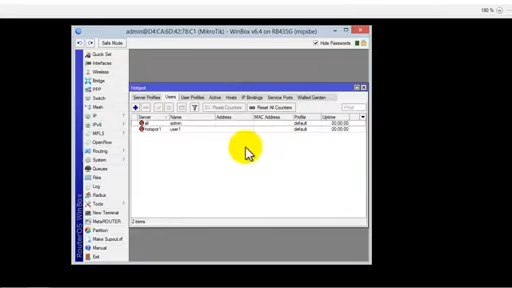 180 %
admin@D4:CA:6D:42:78:C1 (MikroTik) - WinBox v6.4 on RB435G (mipsbe)
Safe Mode
Hide Passwords
Quick Set
Interfaces
Wireless
Bridge
PPP
Switch
Mesh
IP
IPv6
MPLS
OpenFlow
Routing
System
Queues
Files
Log
Radius
Tools
New Terminal
MetaROUTER
Partition
Make Supout.rif
Manual
Exit
RouterOS WinBox
Hotspot
Server Profiles Users User Profiles Active Hosts IP Bindings Service Ports Walled Garden ...
Reset Counters Reset All Counters Find
Server Name Address MAC Address Profile Uptime
all admin default 00:00:00
hotspot1 user1 default 00:00:00
2 items